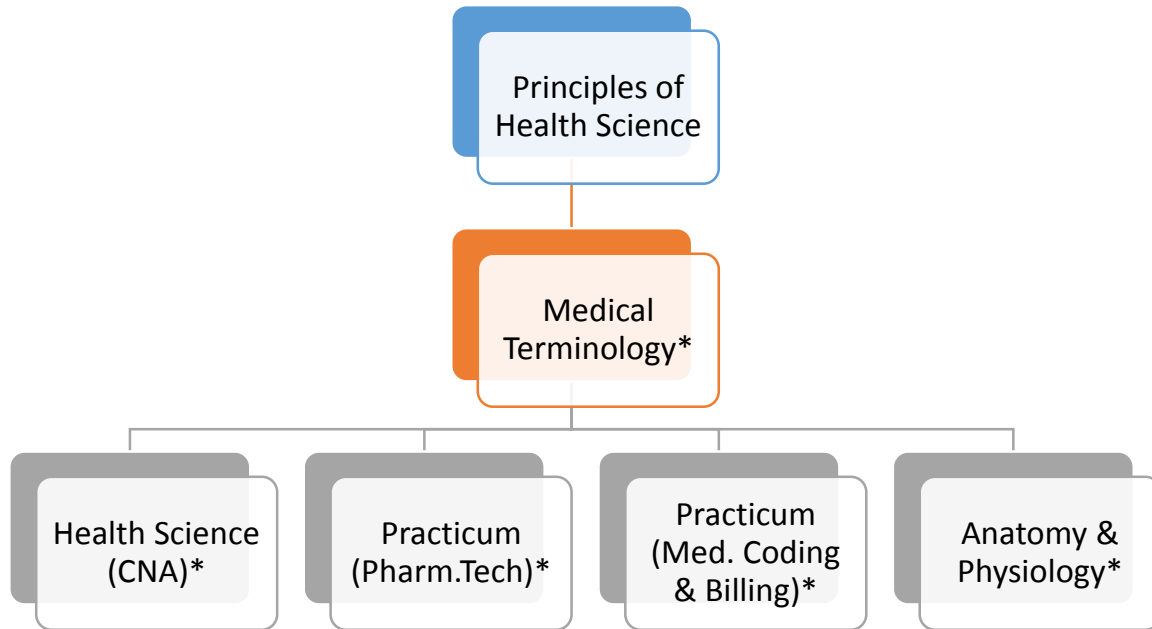 Principles of
Health Science
Medical
Terminology*
Health Science
(CNA)*
Practicum
(Pharm.Tech)*
Practicum
(Med. Coding
& Billing)*
Anatomy &
Physiology*